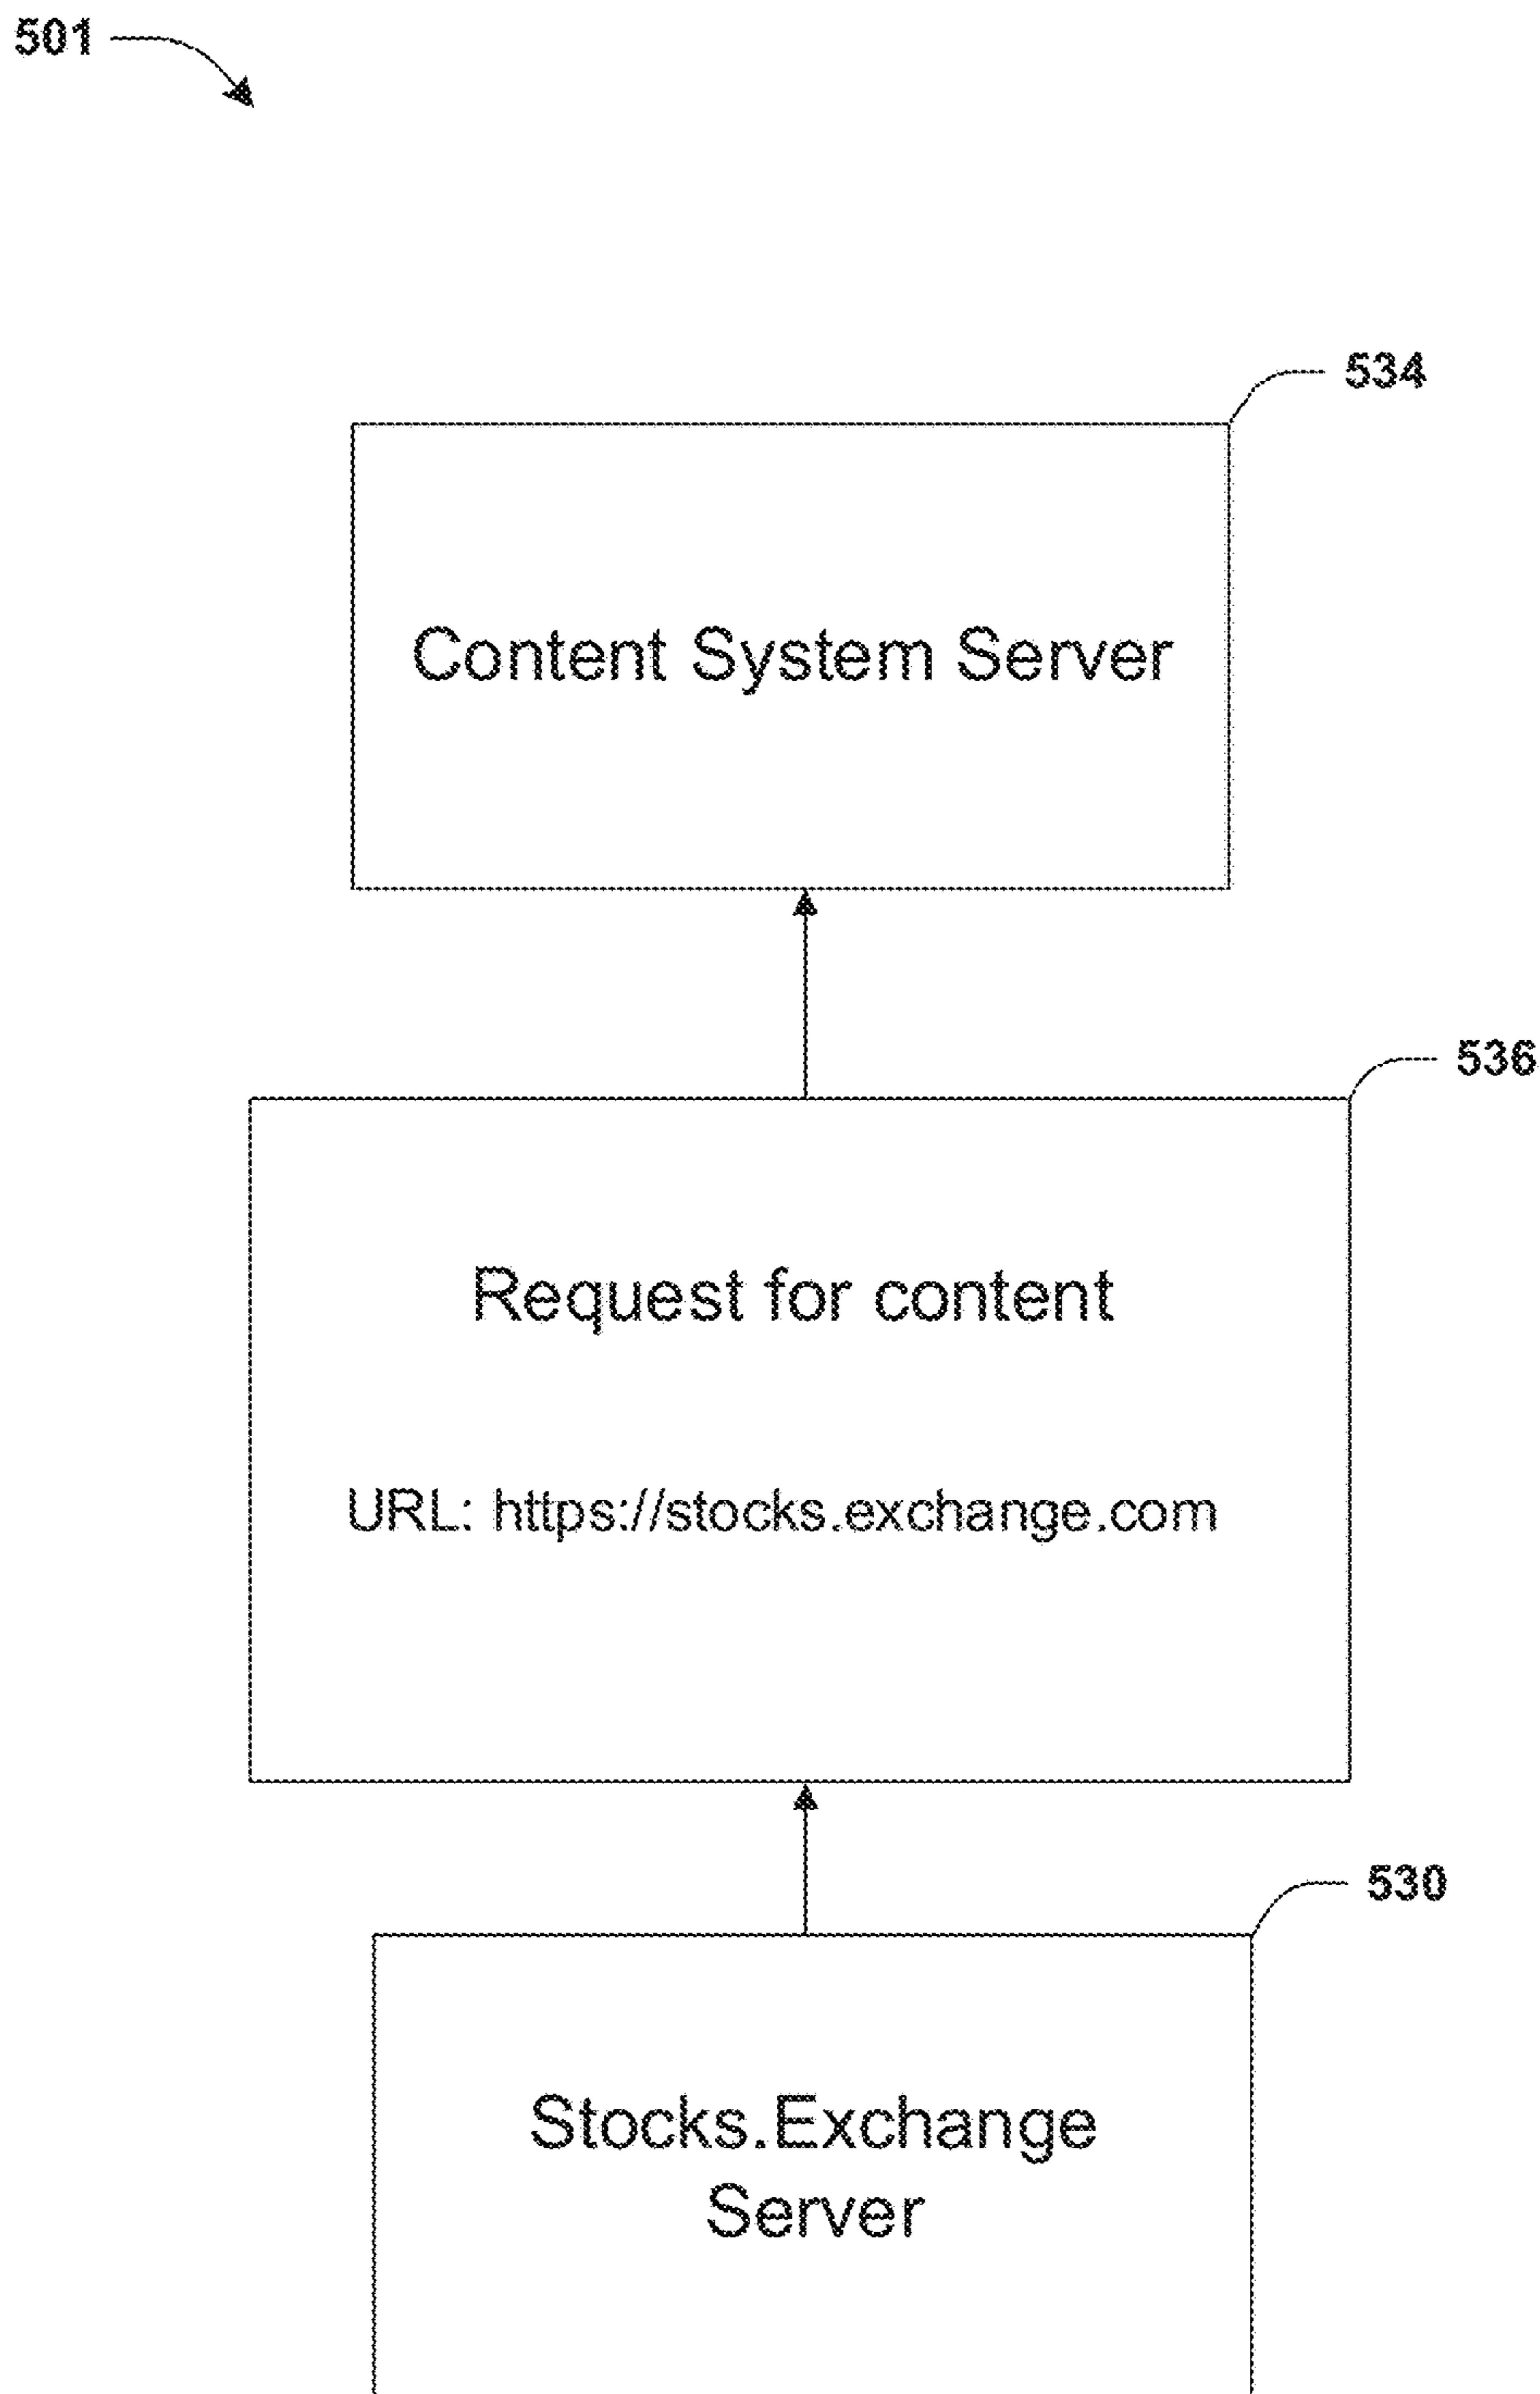 501
534
Content System Server
536
Request for content
URL: https://stocks.exchange.com
530
Stocks.Exchange
Server